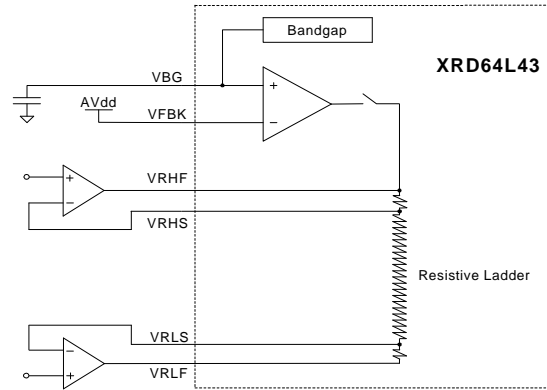 Bandgap
XRD64L43
VBG
+
AVdd
VFBK
−
+
VRHF
−
VRHS
Resistive Ladder
VRLS
−
+
VRLF